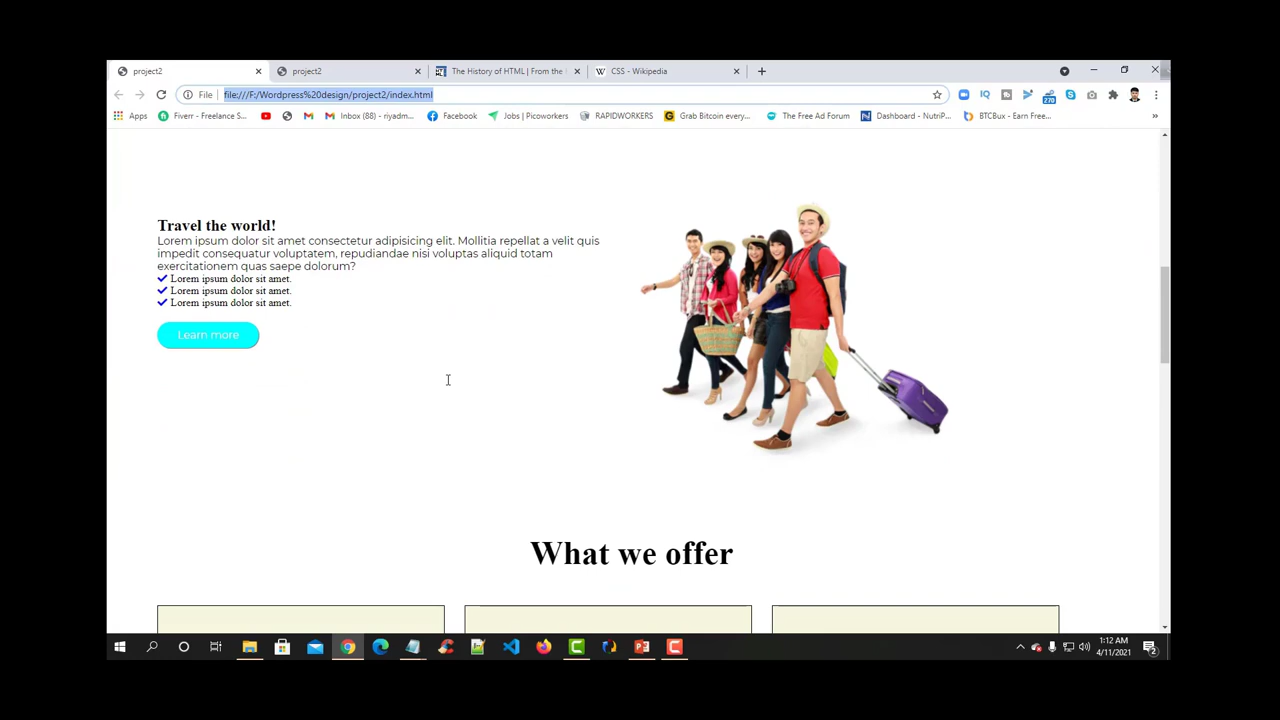 project2
project2
The History of HTML | From the
CSS - Wikipedia
File
file:///F:/Wordpress%20design/project2/index.html
270
Apps
Fiverr - Freelance S...
Inbox (88) - riyadm...
Facebook
Jobs | Picoworkers
RAPIDWORKERS
Grab Bitcoin every...
The Free Ad Forum
Dashboard - NutriP...
BTCBux - Earn Free...
Travel the world!
Lorem ipsum dolor sit amet consectetur adipisicing elit. Mollitia repellat a velit quis
impedit consequatur voluptatem, repudiandae nisi voluptas aliquid totam
exercitationem quas saepe dolorum?
Lorem ipsum dolor sit amet.
Lorem ipsum dolor sit amet.
Lorem ipsum dolor sit amet.
Learn more
What we offer
1:12 AM
4/11/2021
2